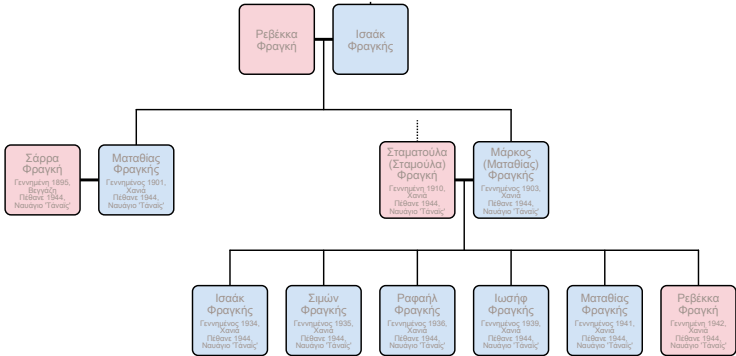 Ρεβέκκα
Φραγκή
Ισαάκ
Φραγκής
Σάρρα
Φραγκή
Γεννημένη 1895,
Βεγγάζη
Πέθανε 1944,
Ναυάγιο 'Τάναϊς'
Ματαθίας
Φραγκής
Γεννημένος 1901,
Χανιά
Πέθανε 1944,
Ναυάγιο 'Τάναϊς'
Σταματούλα
(Σταμούλα)
Φραγκή
Γεννημένη 1910,
Χανιά
Πέθανε 1944,
Ναυάγιο 'Τάναϊς'
Μάρκος
(Ματαθίας)
Φραγκής
Γεννημένος 1903,
Χανιά
Πέθανε 1944,
Ναυάγιο 'Τάναϊς'
Ισαάκ
Φραγκής
Γεννημένος 1934,
Χανιά
Πέθανε 1944,
Ναυάγιο 'Τάναϊς'
Σιμών
Φραγκής
Γεννημένος 1935,
Χανιά
Πέθανε 1944,
Ναυάγιο 'Τάναϊς'
Ραφαήλ
Φραγκής
Γεννημένος 1936,
Χανιά
Πέθανε 1944,
Ναυάγιο 'Τάναϊς'
Ιωσήφ
Φραγκής
Γεννημένος 1939,
Χανιά
Πέθανε 1944,
Ναυάγιο 'Τάναϊς'
Ματαθίας
Φραγκής
Γεννημένος 1941,
Χανιά
Πέθανε 1944,
Ναυάγιο 'Τάναϊς'
Ρεβέκκα
Φραγκή
Γεννημένη 1942,
Χανιά
Πέθανε 1944,
Ναυάγιο 'Τάναϊς'